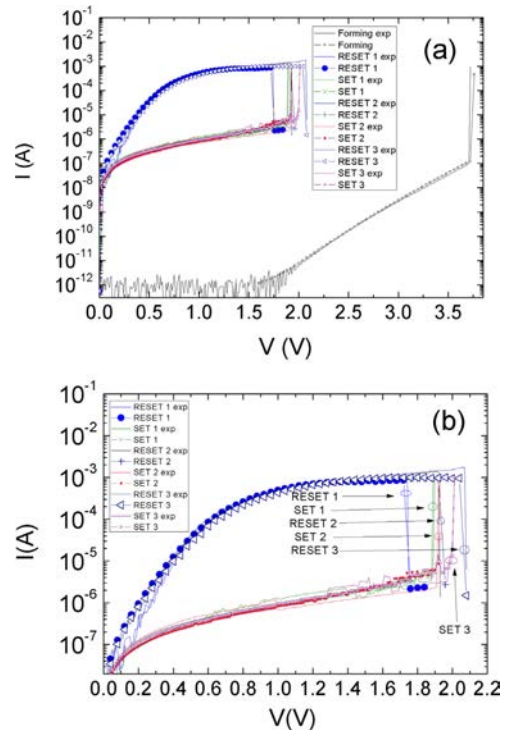 10⁻¹
10⁻²
10⁻³
10⁻⁴
10⁻⁵
10⁻⁶
10⁻⁷
10⁻⁸
10⁻⁹
10⁻¹⁰
10⁻¹¹
10⁻¹²
I (A)
(a)
Forming exp
Forming
RESET 1 exp
RESET 1
SET 1 exp
SET 1
RESET 2 exp
RESET 2
SET 2 exp
SET 2
RESET 3 exp
RESET 3
SET 3 exp
SET 3
0.0 0.5 1.0 1.5 2.0 2.5 3.0 3.5
V (V)
10⁻¹
10⁻²
10⁻³
10⁻⁴
10⁻⁵
10⁻⁶
10⁻⁷
I(A)
(b)
RESET 1 exp
RESET 1
SET 1 exp
SET 1
RESET 2 exp
RESET 2
SET 2 exp
SET 2
RESET 3 exp
RESET 3
SET 3 exp
SET 3
RESET 1
SET 1
RESET 2
SET 2
RESET 3
SET 3
0.0 0.2 0.4 0.6 0.8 1.0 1.2 1.4 1.6 1.8 2.0 2.2
V(V)